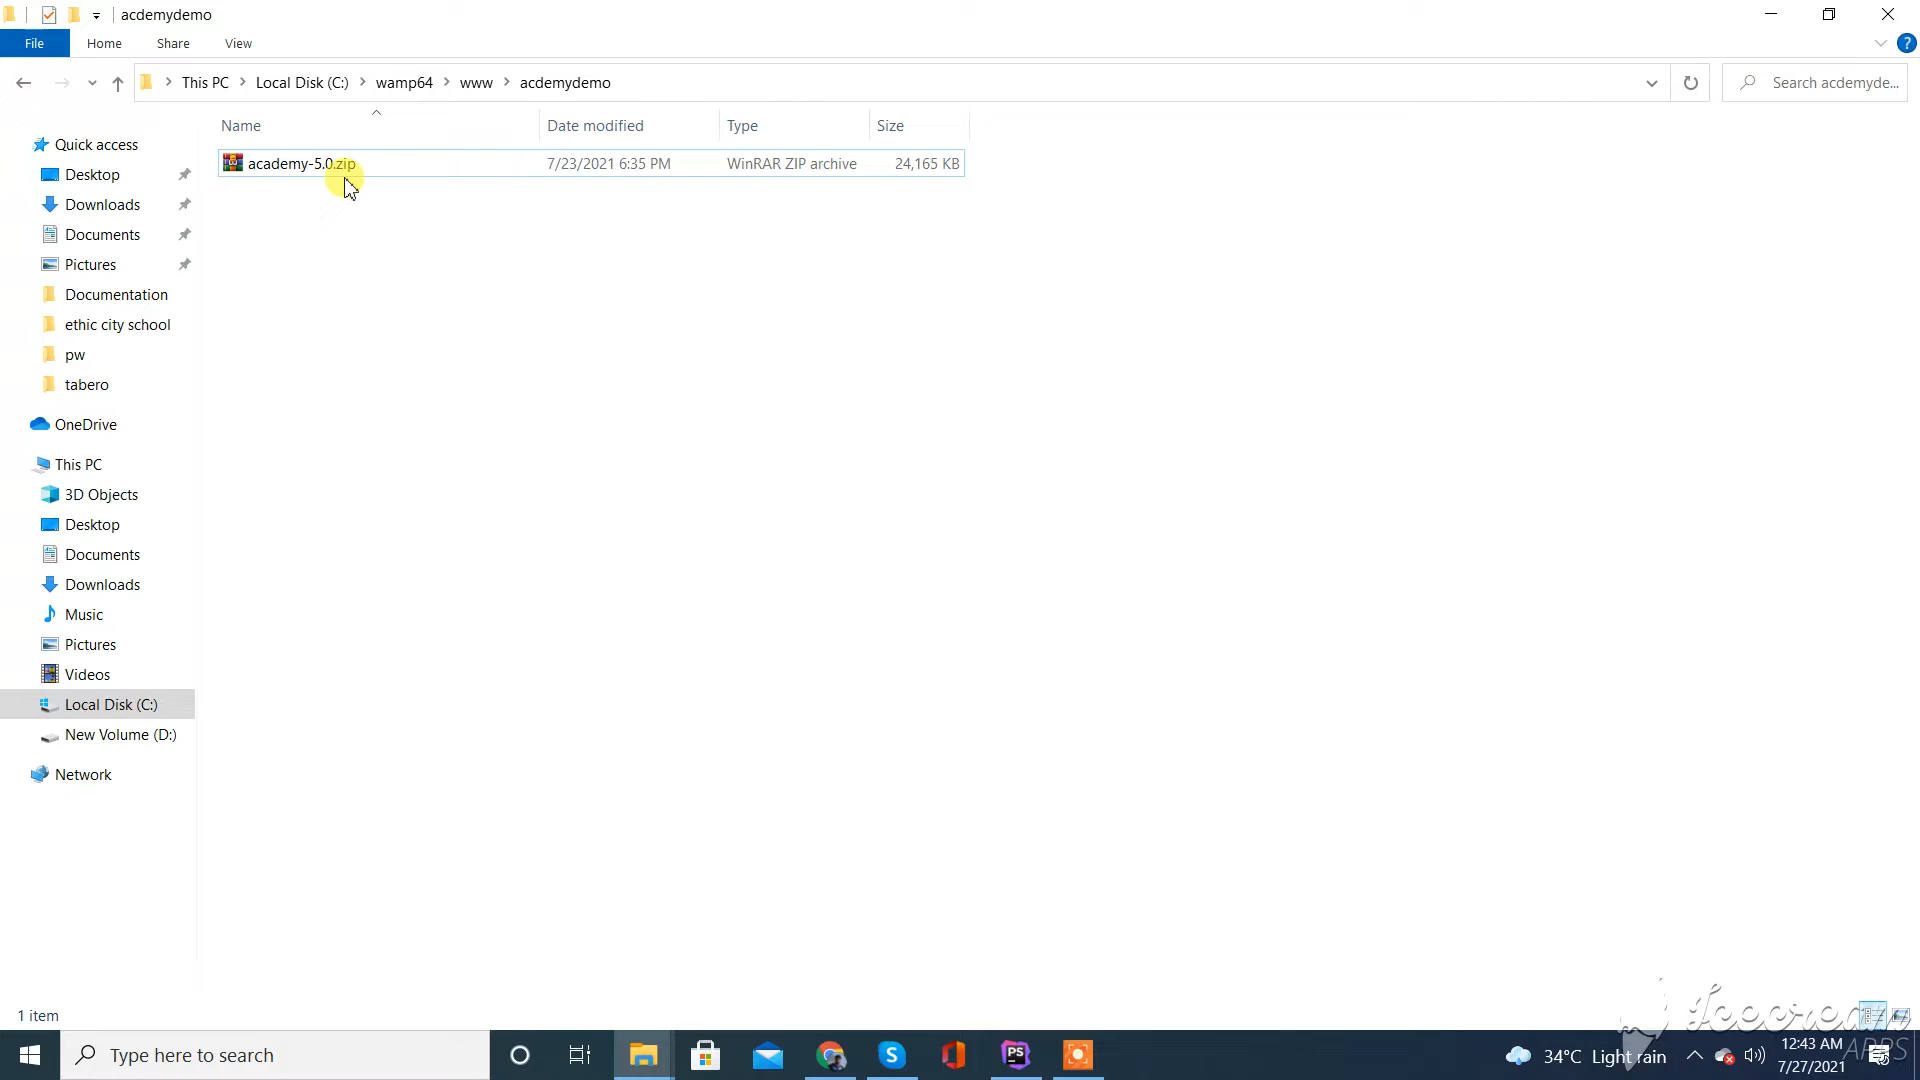 acdemydemo
File Home Share View
?
This PC Local Disk (C:) wamp64 www acdemydemo
Search acdemyde...
Name Date modified Type Size
academy-5.0.zip 7/23/2021 6:35 PM WinRAR ZIP archive 24,165 KB
Quick access
Desktop
Downloads
Documents
Pictures
Documentation
ethic city school
pw
tabero
OneDrive
This PC
3D Objects
Desktop
Documents
Downloads
Music
Pictures
Videos
Local Disk (C:)
New Volume (D:)
Network
1 item
Icecream
APPS
Type here to search
S
PS
34°C Light rain
12:43 AM
7/27/2021